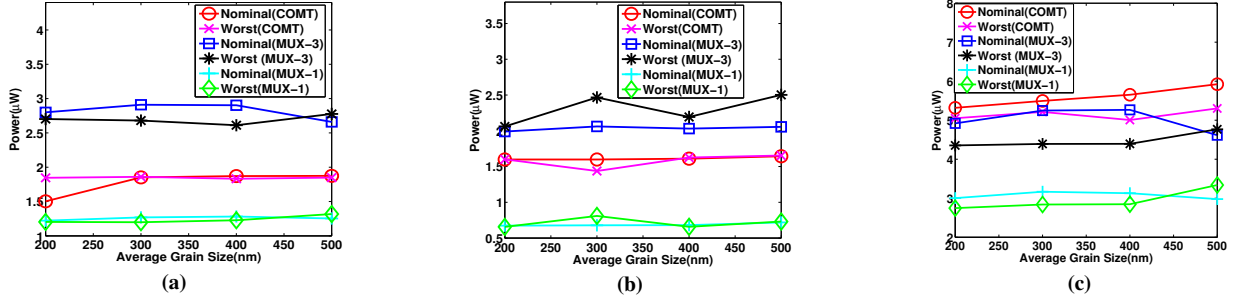 4
3.5
3
2.5
2
1.5
1
Power(μW)
Nominal(COMT)
Worst(COMT)
Nominal(MUX−3)
Worst (MUX−3)
Nominal(MUX−1)
Worst(MUX−1)
200 250 300 350 400 450 500
Average Grain Size(nm)
(a)
3.5
3
2.5
2
1.5
1
0.5
Power(μW)
Nominal(COMT)
Worst(COMT)
Nominal(MUX−3)
Worst (MUX−3)
Nominal(MUX−1)
Worst(MUX−1)
200 250 300 350 400 450 500
Average Grain Size(nm)
(b)
8
7
6
5
4
3
2
Power(μW)
Nominal(COMT)
Worst(COMT)
Nominal(MUX−3)
Worst (MUX−3)
Nominal(MUX−1)
Worst(MUX−1)
200 250 300 350 400 450 500
Average Grain Size(nm)
(c)